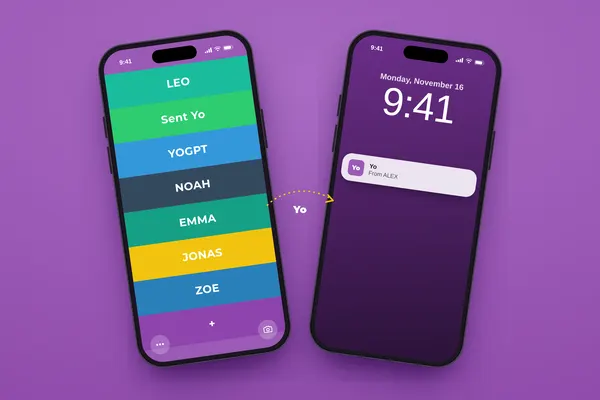 9:41
LEO
Sent Yo
YOGPT
NOAH
EMMA
JONAS
ZOE
+
Yo
9:41
Monday, November 16
9:41
Yo
Yo
From ALEX